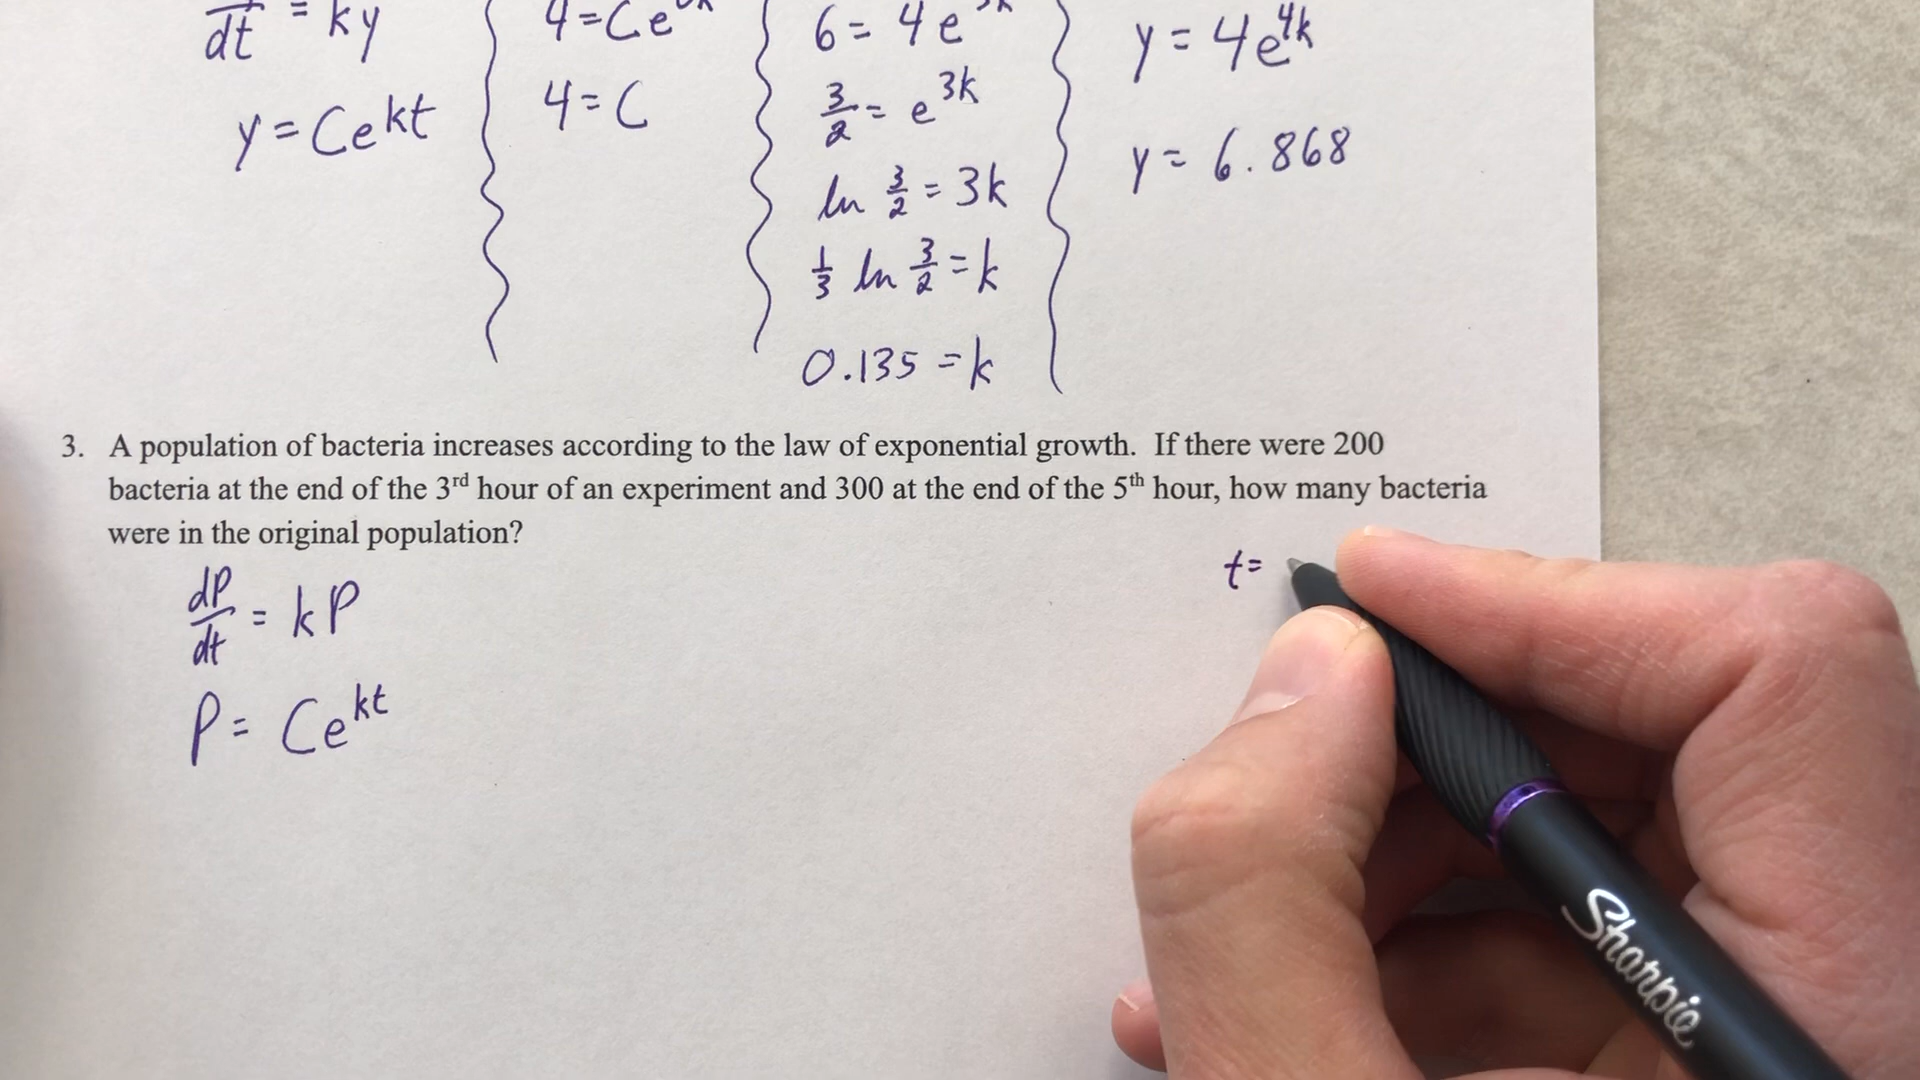 dt = ky
y = Ce^kt
4 = Ce
4 = C
6 = 4e
3/2 = e^3k
ln 3/2 = 3k
1/3 ln 3/2 = k
0.135 = k
y = 4e^4k
y = 6.868
3. A population of bacteria increases according to the law of exponential growth. If there were 200
bacteria at the end of the 3rd hour of an experiment and 300 at the end of the 5th hour, how many bacteria
were in the original population?
t=
dP/dt = kP
P = Ce^kt
Sharpie